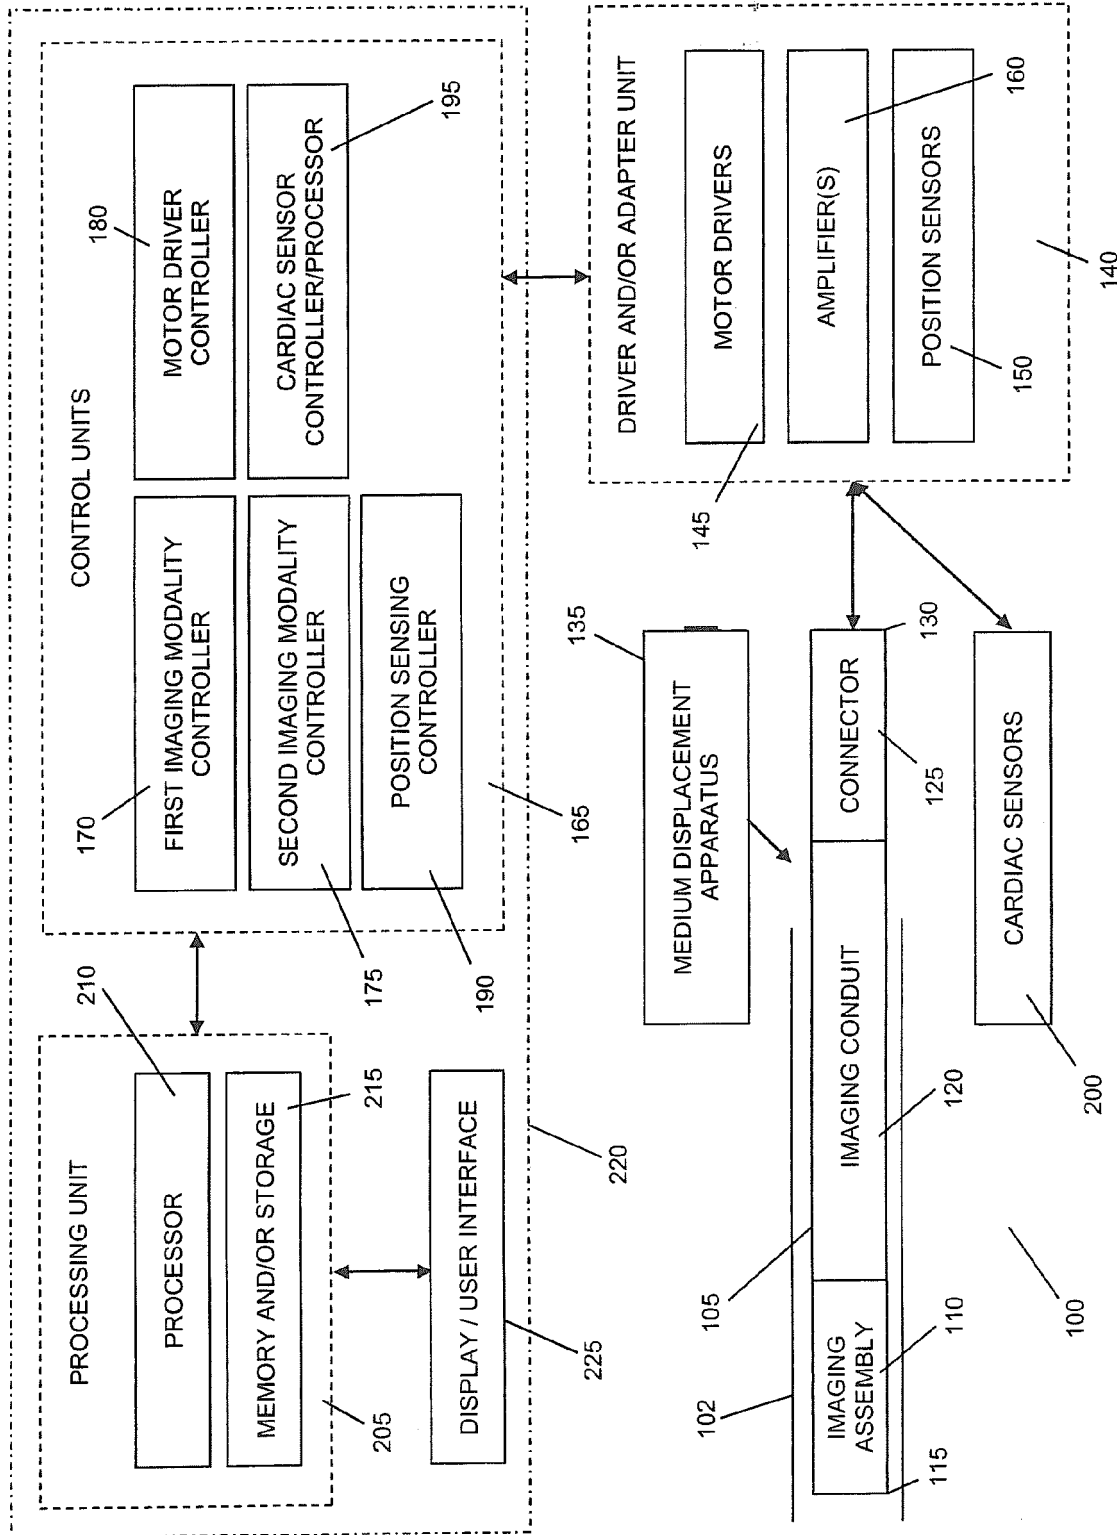 PROCESSING UNIT
PROCESSOR
210
MEMORY AND/OR STORAGE
215
205
DISPLAY / USER INTERFACE
225
220
CONTROL UNITS
170
FIRST IMAGING MODALITY
CONTROLLER
SECOND IMAGING MODALITY
CONTROLLER
175
POSITION SENSING
CONTROLLER
190
165
180
MOTOR DRIVER
CONTROLLER
CARDIAC SENSOR
CONTROLLER/PROCESSOR
195
DRIVER AND/OR ADAPTER UNIT
MOTOR DRIVERS
145
AMPLIFIER(S)
160
POSITION SENSORS
150
140
135
MEDIUM DISPLACEMENT
APPARATUS
102
105
IMAGING
ASSEMBLY
110
115
IMAGING CONDUIT
120
CONNECTOR
125
130
CARDIAC SENSORS
200
100